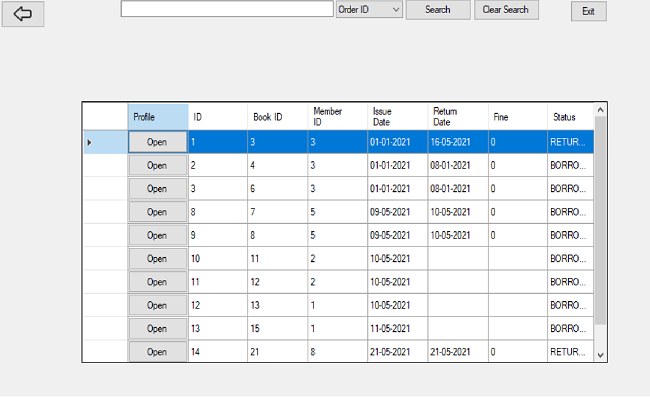 Order ID Search Clear Search Exit
Profile ID Book ID Member ID Issue Date Return Date Fine Status
Open 1 3 3 01-01-2021 16-05-2021 0 RETUR...
Open 2 4 3 01-01-2021 08-01-2021 0 BORRO...
Open 3 6 3 01-01-2021 08-01-2021 0 BORRO...
Open 8 7 5 09-05-2021 10-05-2021 0 BORRO...
Open 9 8 5 09-05-2021 10-05-2021 0 BORRO...
Open 10 11 2 10-05-2021 BORRO...
Open 11 12 2 10-05-2021 BORRO...
Open 12 13 1 10-05-2021 BORRO...
Open 13 15 1 11-05-2021 BORRO...
Open 14 21 8 21-05-2021 21-05-2021 0 RETUR...